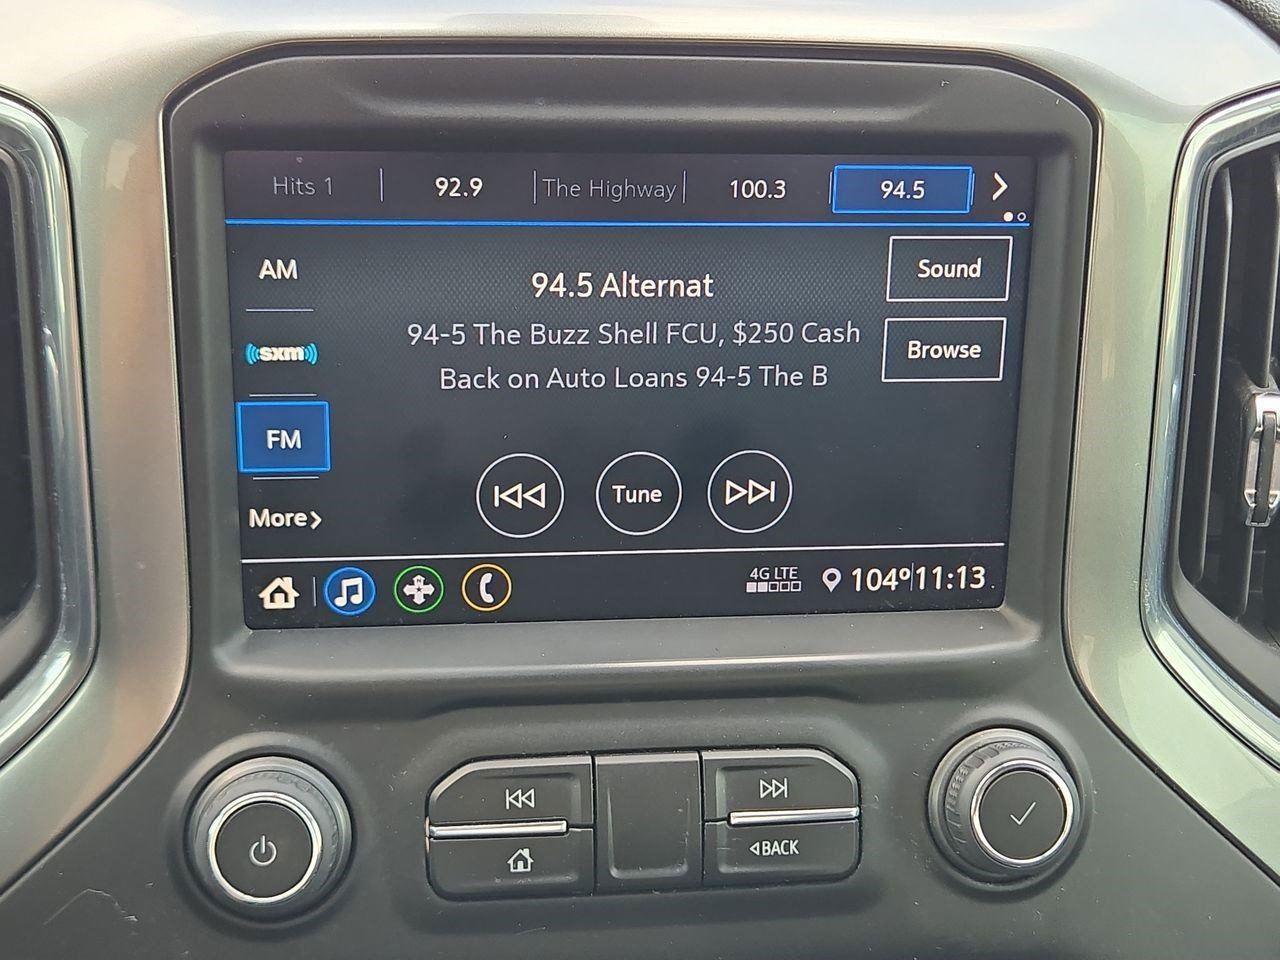 Hits 1 92.9 The Highway 100.3 94.5
AM
94.5 Alternat
Sound
94-5 The Buzz Shell FCU, $250 Cash
Back on Auto Loans 94-5 The B
sxm
Browse
FM
Tune
More
4G LTE
104° 11:13
BACK